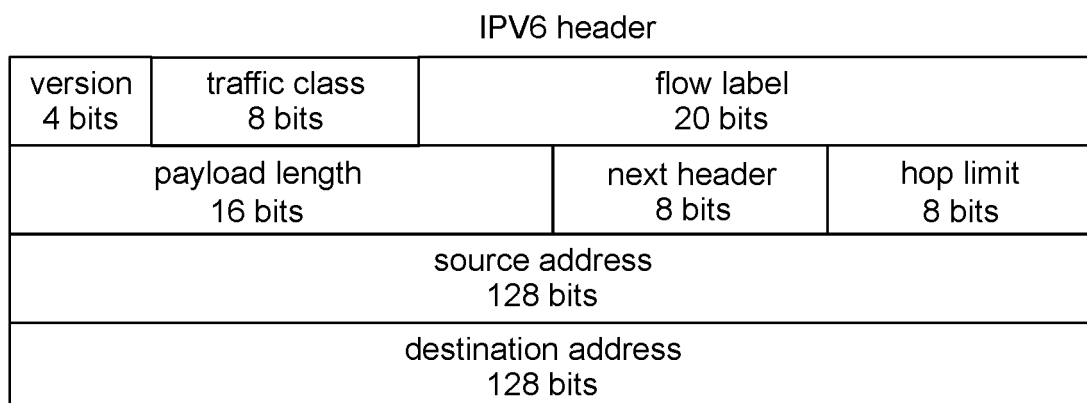 IPV6 header
version traffic class flow label
4 bits 8 bits 20 bits
payload length next header hop limit
16 bits 8 bits 8 bits
source address
128 bits
destination address
128 bits